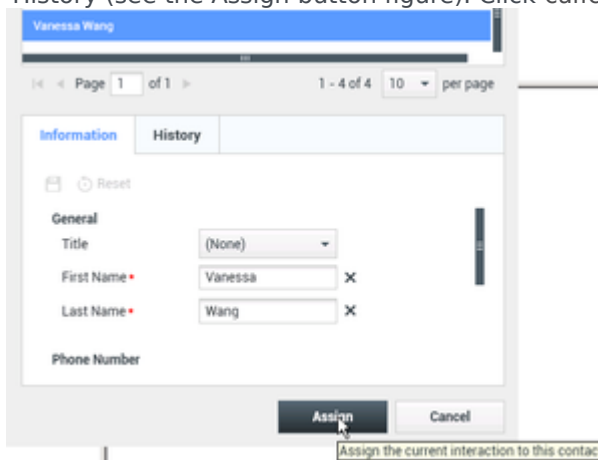 History (see the Assign button figure). Click
Vanessa Wang
Page 1 of 1 1 - 4 of 4 10 per page
Information History
Reset
General
Title (None)
First Name• Vanessa
Last Name• Wang
Phone Number
Assign Cancel
Assign the current interaction to this contac